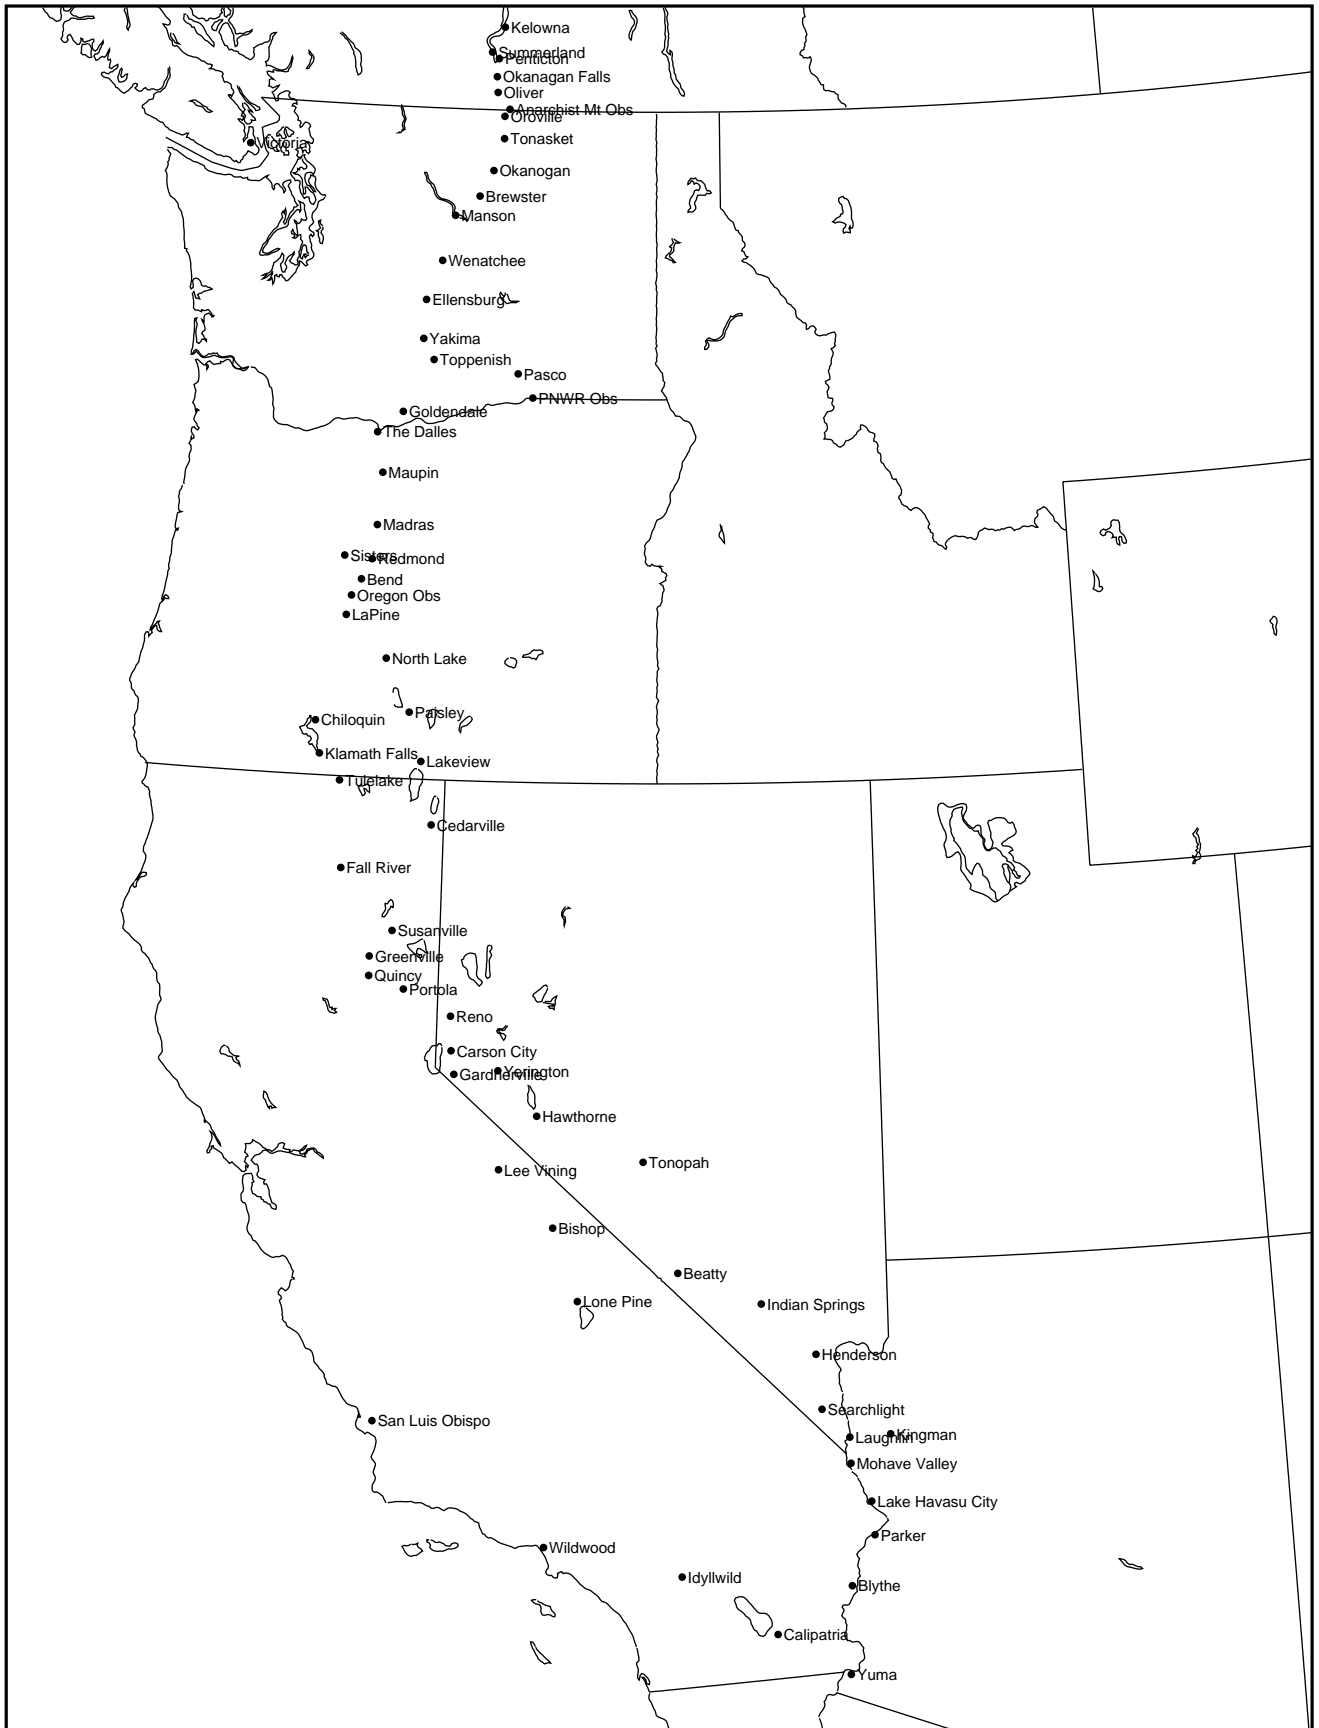 Kelowna
Summerland
Penticton
Okanagan Falls
Oliver
Anarchist Mt Obs
Oroville
Tonasket
Victoria
Okanogan
Brewster
Manson
Wenatchee
Ellensburg
Yakima
Toppenish
Pasco
PNWR Obs
Goldendale
The Dalles
Maupin
Madras
Sisters
Redmond
Bend
Oregon Obs
LaPine
North Lake
Paisley
Chiloquin
Klamath Falls
Lakeview
Tulelake
Cedarville
Fall River
Susanville
Greenville
Quincy
Portola
Reno
Carson City
Yerington
Gardnerville
Hawthorne
Tonopah
Lee Vining
Bishop
Beatty
Lone Pine
Indian Springs
Henderson
Searchlight
San Luis Obispo
Kingman
Laughlin
Mohave Valley
Lake Havasu City
Parker
Wildwood
Idyllwild
Blythe
Calipatria
Yuma